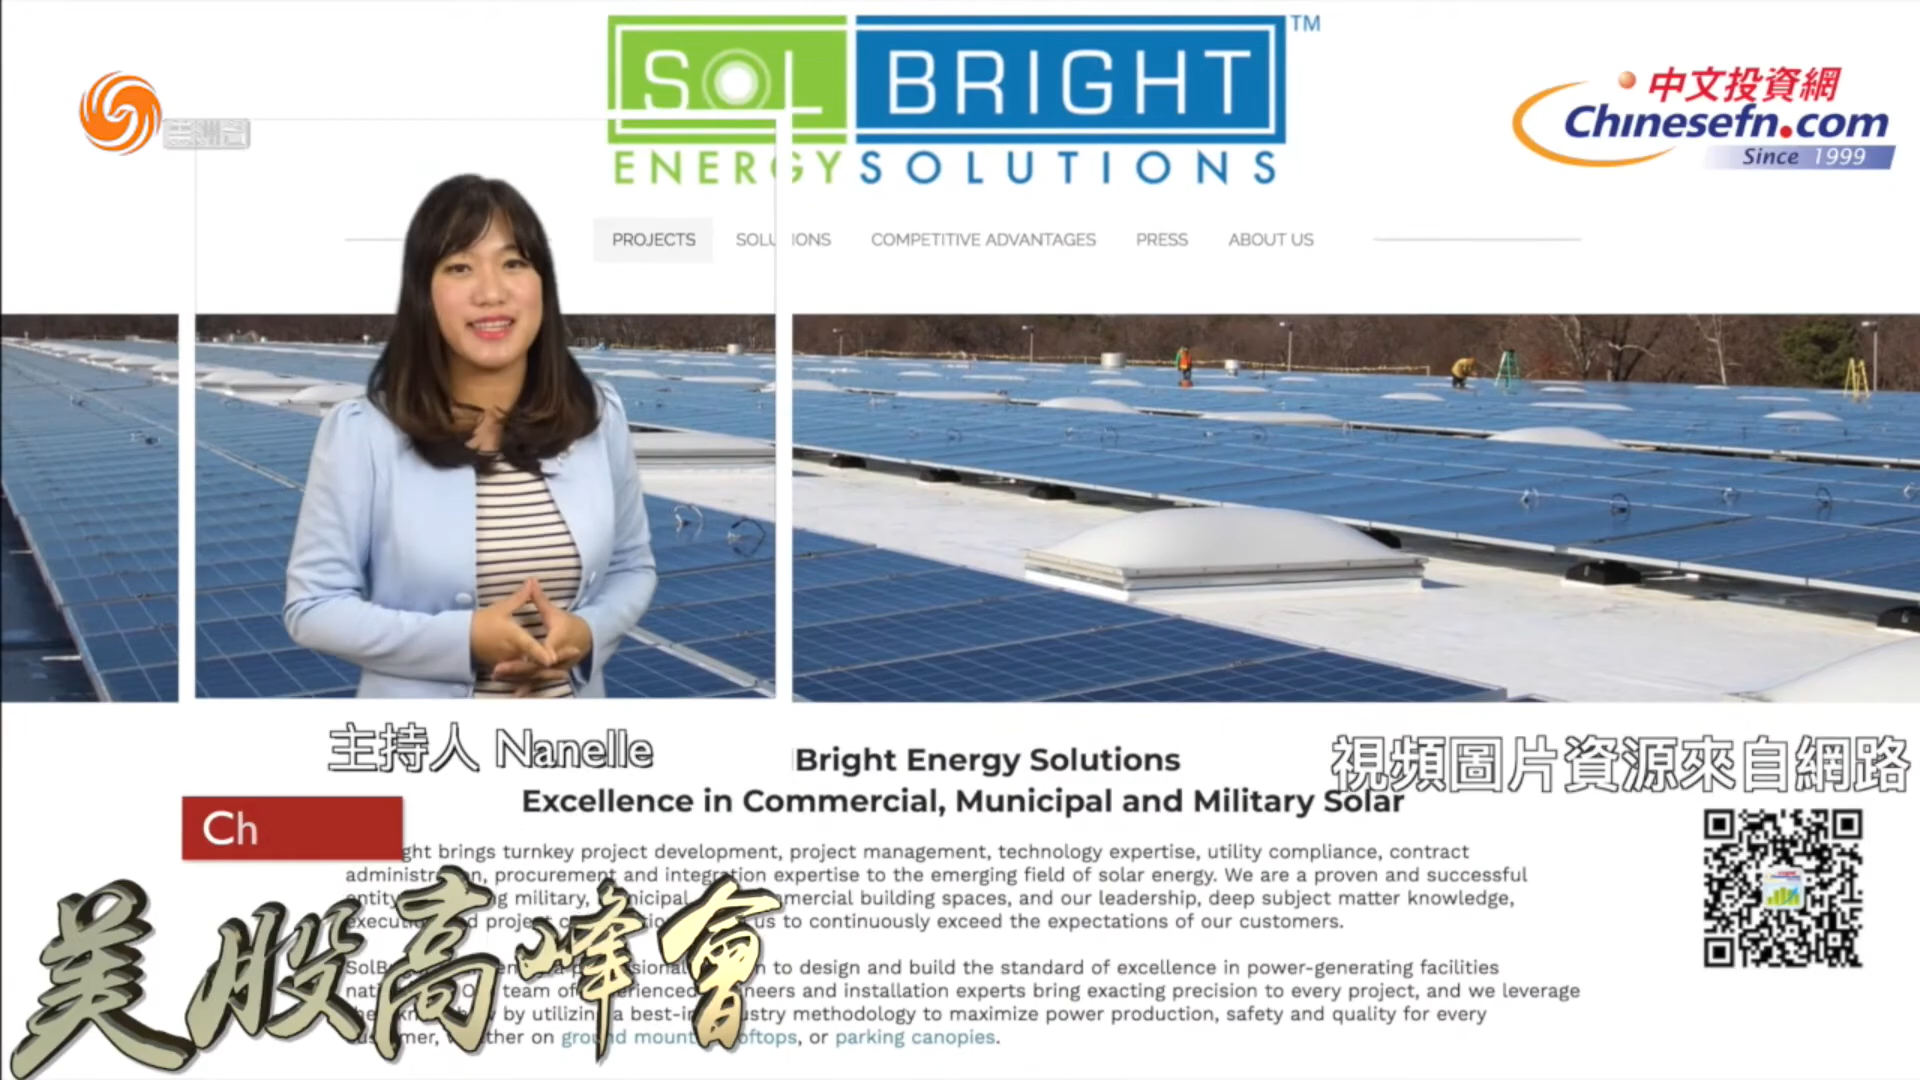 SOL BRIGHT™
ENERGY SOLUTIONS
中文投資網
Chinesefn.com
Since 1999
美洲台
PROJECTS
COMPETITIVE ADVANTAGES
PRESS
ABOUT US
主持人 Nanelle
Bright Energy Solutions
視頻圖片資源來自網路
Excellence in Commercial, Municipal and Military Solar
Ch
brings turnkey project development, project management, technology expertise, utility compliance, contract
procurement and integration expertise to the emerging field of solar energy. We are a proven and successful
military, building spaces, and our leadership, deep subject matter knowledge,
us to continuously exceed the expectations of our customers.
to design and build the standard of excellence in power-generating facilities
team of and installation experts bring exacting precision to every project, and we leverage
by utilizing a methodology to maximize power production, safety and quality for every
on ground or parking canopies.
美股高峰會